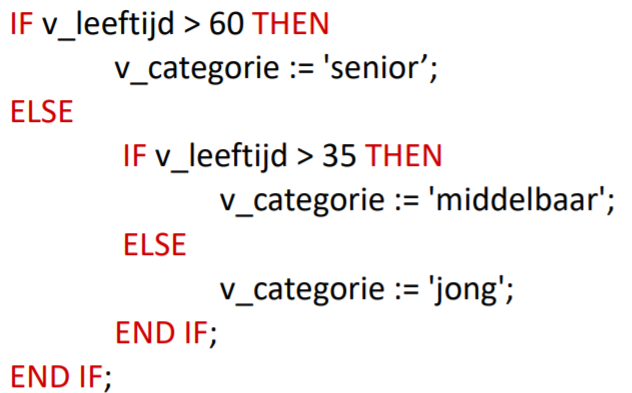 IF v_leeftijd > 60 THEN
v_categorie := 'senior’;
ELSE
IF v_leeftijd > 35 THEN
v_categorie := 'middelbaar';
ELSE
v_categorie := 'jong';
END IF;
END IF;